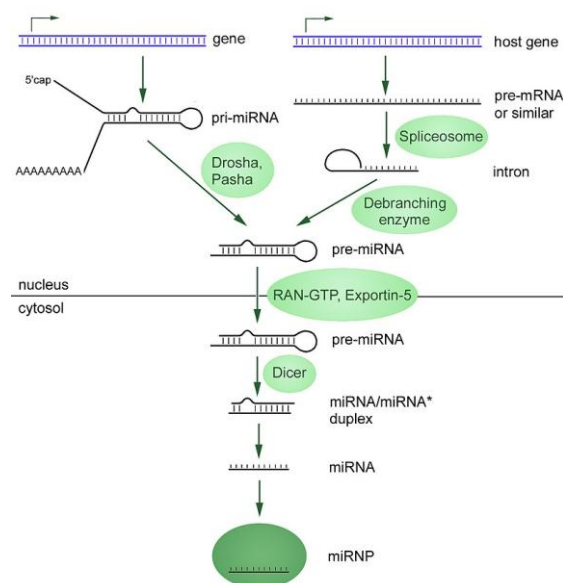 gene
host gene
5'cap
pri-miRNA
pre-mRNA
or similar
Spliceosome
AAAAAAAAA
Drosha,
Pasha
intron
Debranching
enzyme
pre-miRNA
nucleus
RAN-GTP, Exportin-5
cytosol
pre-miRNA
Dicer
miRNA/miRNA*
duplex
miRNA
miRNP